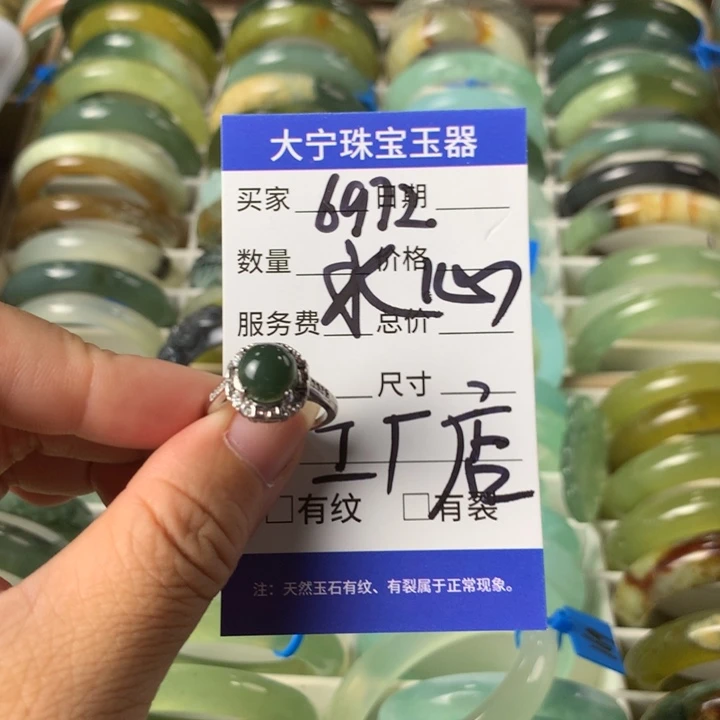 大宁珠宝玉器
买家 6972 日期
数量 价格
水心
服务费 总价
尺寸
工厂店
□有纹 □有裂
注：天然玉石有纹、有裂属于正常现象。